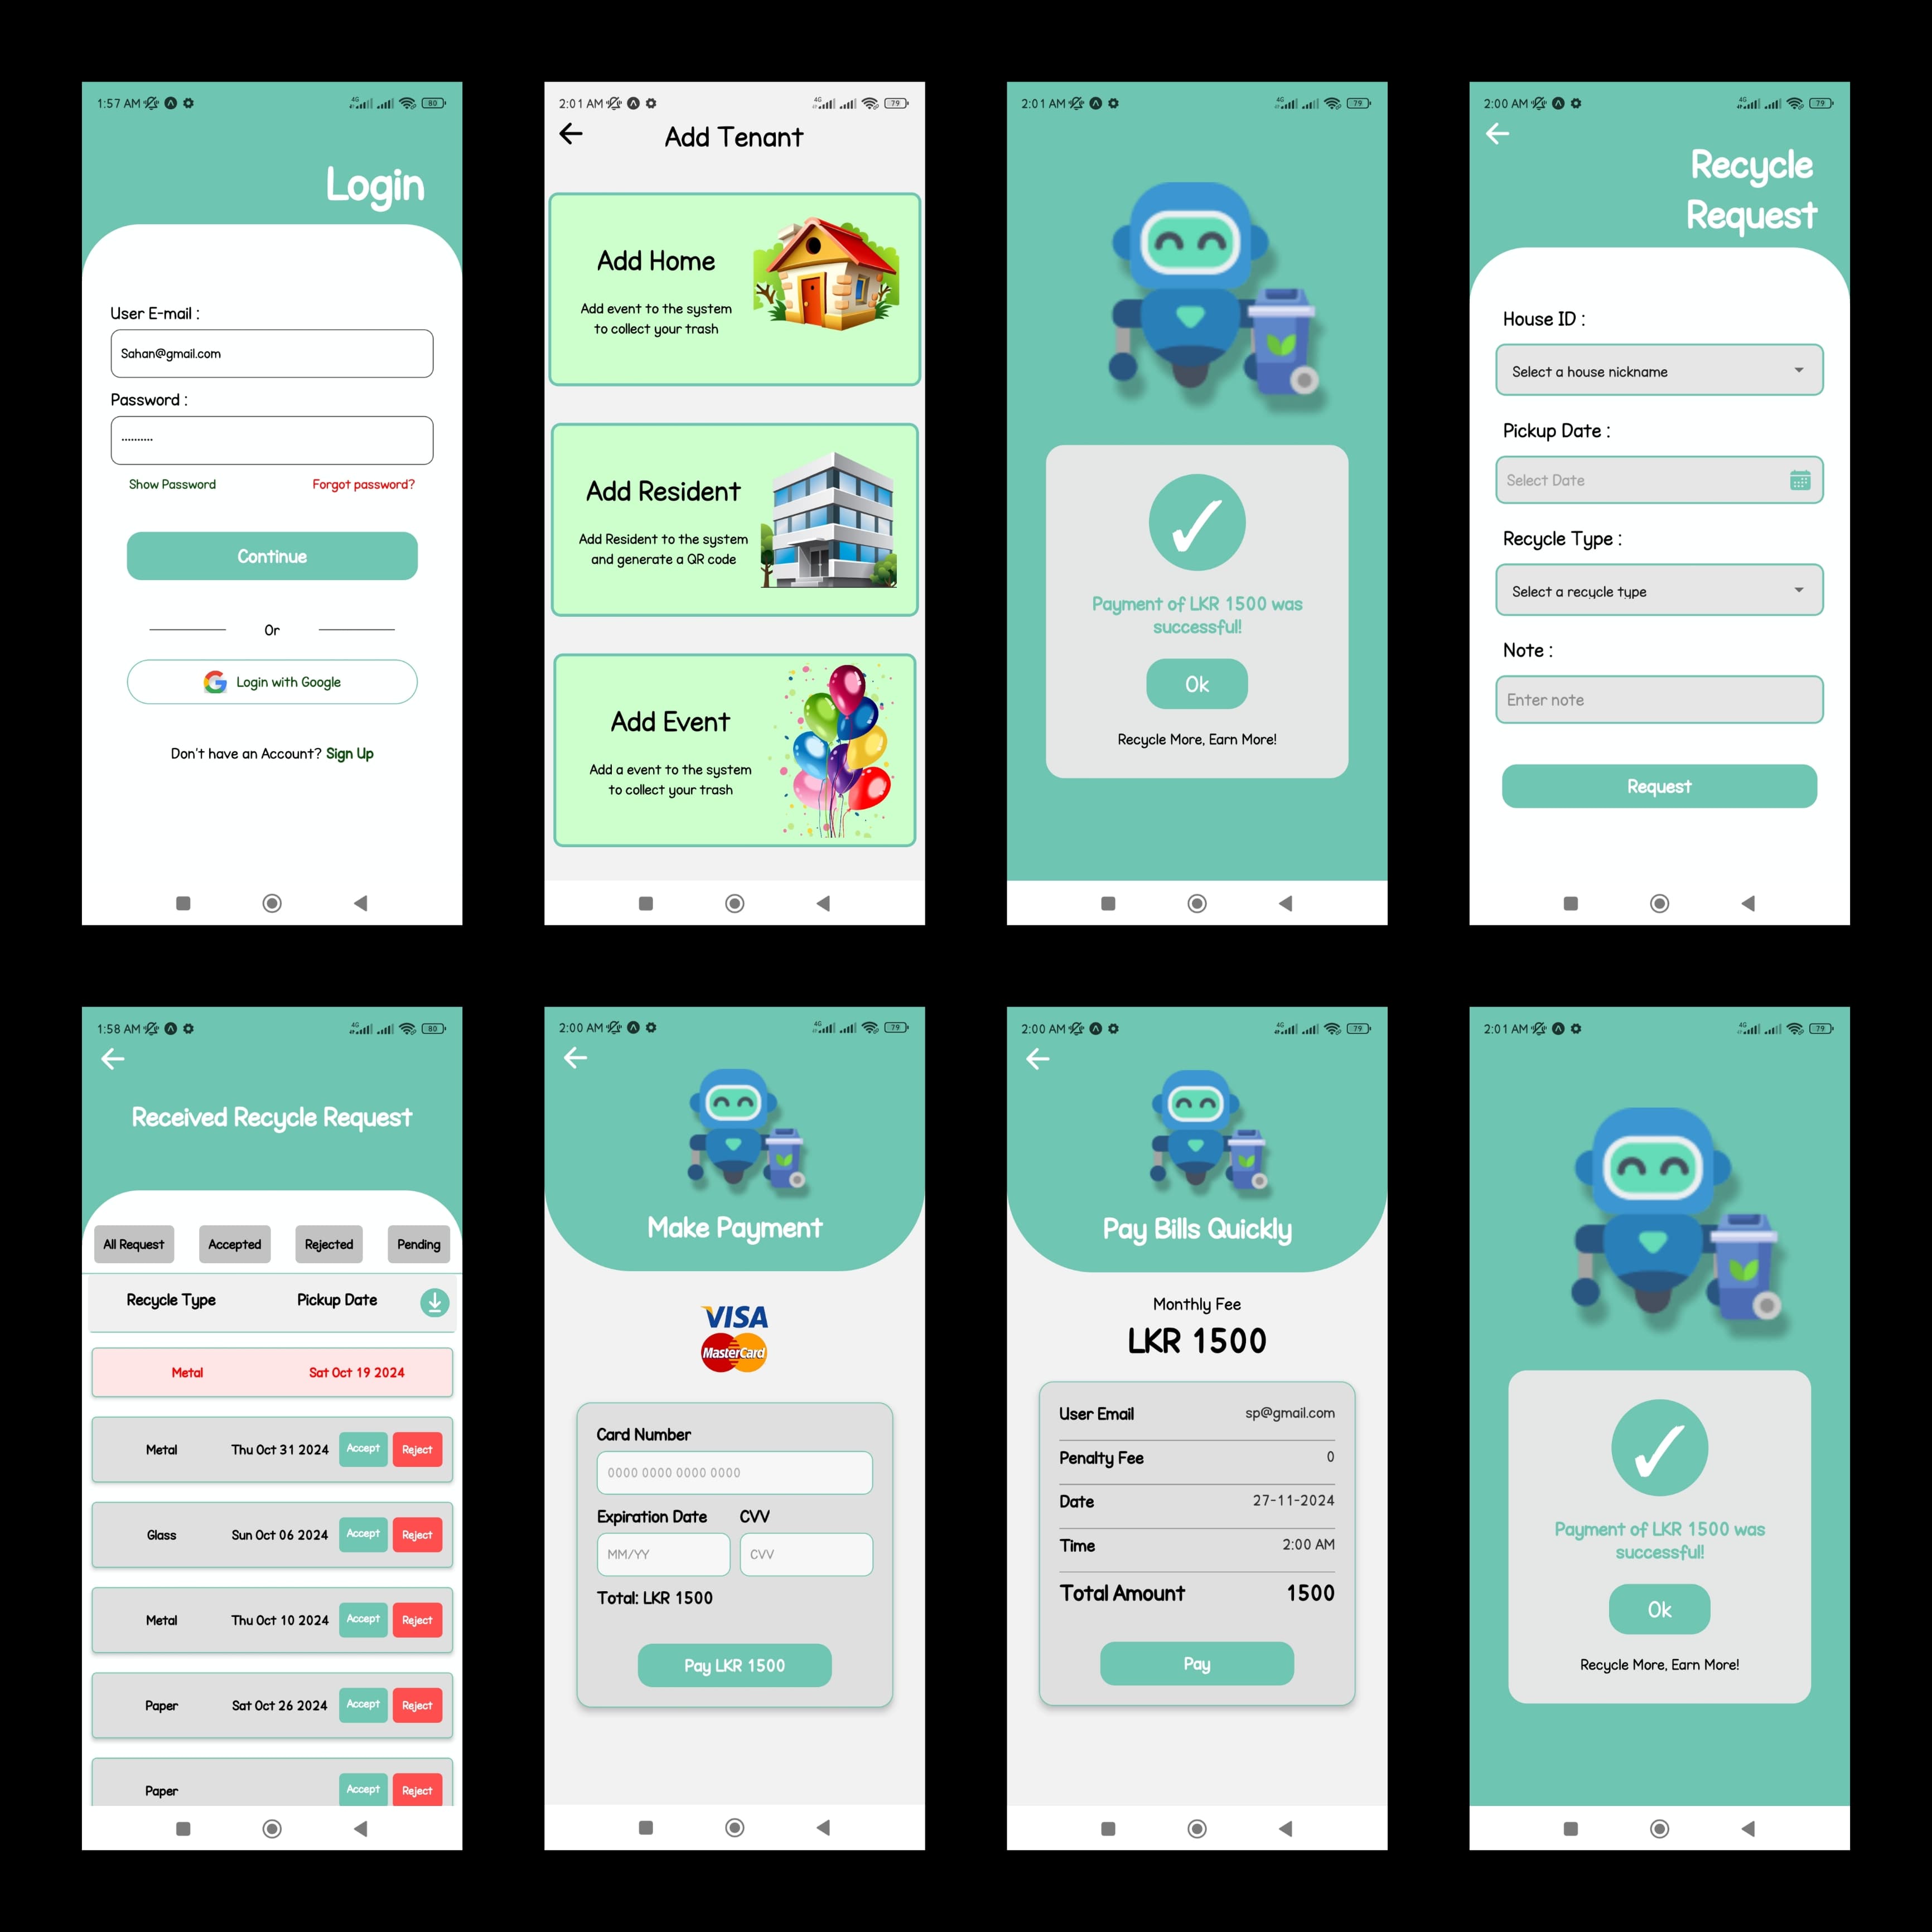 1:57 AM
4G
80
Login
User E-mail :
Sahan@gmail.com
Password :
Show Password
Forgot password?
Continue
Or
Login with Google
Don't have an Account? Sign Up
2:01 AM
4G
79
Add Tenant
Add Home
Add event to the system
to collect your trash
Add Resident
Add Resident to the system
and generate a QR code
Add Event
Add a event to the system
to collect your trash
2:01 AM
4G
79
Payment of LKR 1500 was
successful!
Ok
Recycle More, Earn More!
2:00 AM
4G
79
Recycle
Request
House ID :
Select a house nickname
Pickup Date :
Select Date
Recycle Type :
Select a recycle type
Note :
Enter note
Request
1:58 AM
4G
80
Received Recycle Request
All Request
Accepted
Rejected
Pending
Recycle Type
Pickup Date
Metal
Sat Oct 19 2024
Metal
Thu Oct 31 2024
Accept
Reject
Glass
Sun Oct 06 2024
Accept
Reject
Metal
Thu Oct 10 2024
Accept
Reject
Paper
Sat Oct 26 2024
Accept
Reject
Paper
Accept
Reject
2:00 AM
4G
79
Make Payment
VISA
MasterCard
Card Number
0000 0000 0000 0000
Expiration Date
CVV
MM/YY
CVV
Total: LKR 1500
Pay LKR 1500
2:00 AM
4G
79
Pay Bills Quickly
Monthly Fee
LKR 1500
User Email
sp@gmail.com
Penalty Fee
0
Date
27-11-2024
Time
2:00 AM
Total Amount
1500
Pay
2:01 AM
4G
79
Payment of LKR 1500 was
successful!
Ok
Recycle More, Earn More!